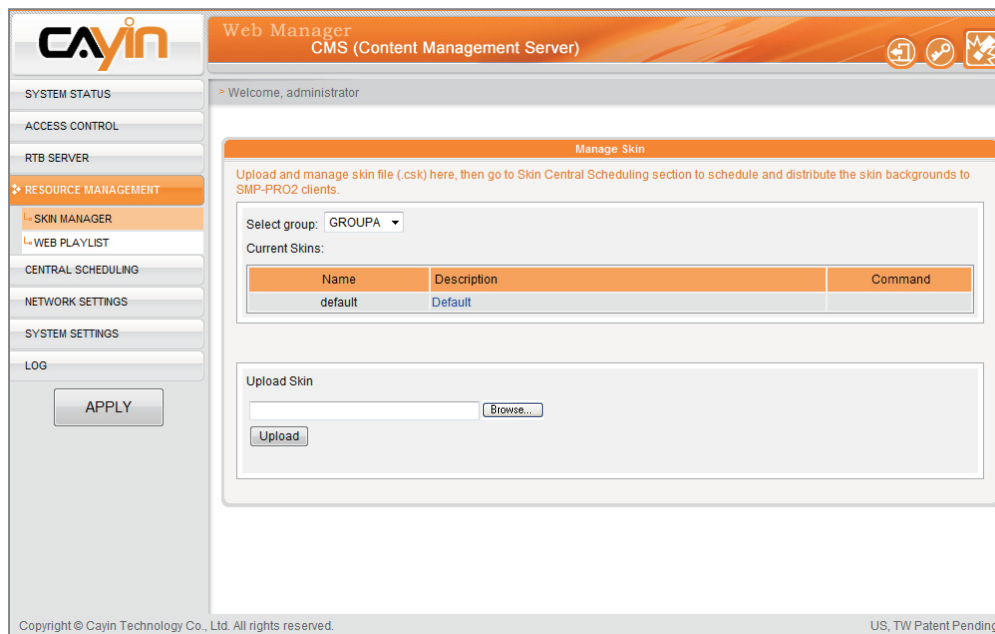 CAyin
Web Manager
CMS (Content Management Server)
SYSTEM STATUS
ACCESS CONTROL
RTB SERVER
RESOURCE MANAGEMENT
SKIN MANAGER
WEB PLAYLIST
CENTRAL SCHEDULING
NETWORK SETTINGS
SYSTEM SETTINGS
LOG
APPLY
Welcome, administrator
Manage Skin
Upload and manage skin file (.csk) here, then go to Skin Central Scheduling section to schedule and distribute the skin backgrounds to
SMP-PRO2 clients.
Select group: GROUPA
Current Skins:
Name Description Command
default Default
Upload Skin
Browse...
Upload
Copyright © Cayin Technology Co., Ltd. All rights reserved. US, TW Patent Pending